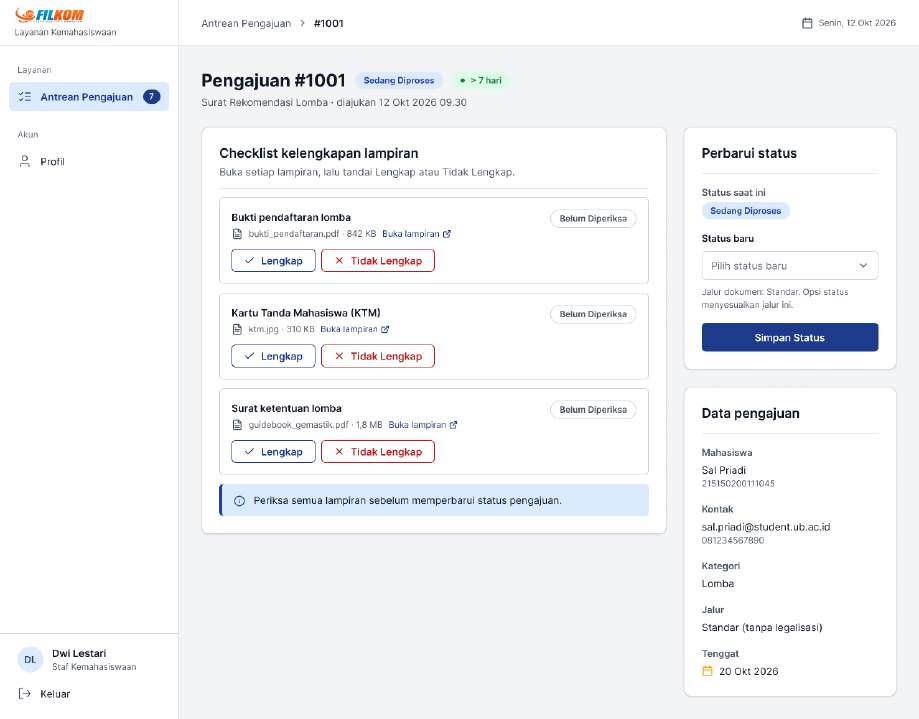 FILKOM
Layanan Kemahasiswaan
Layanan
Antrean Pengajuan 7
Akun
Profil
Dwi Lestari
DL
Staf Kemahasiswaan
Keluar
Antrean Pengajuan > #1001
Senin, 12 Okt 2026
Pengajuan #1001 Sedang Diproses • > 7 hari
Surat Rekomendasi Lomba · diajukan 12 Okt 2026 09.30
Checklist kelengkapan lampiran
Buka setiap lampiran, lalu tandai Lengkap atau Tidak Lengkap.
Bukti pendaftaran lomba
Belum Diperiksa
bukti_pendaftaran.pdf · 842 KB Buka lampiran
Lengkap Tidak Lengkap
Kartu Tanda Mahasiswa (KTM)
Belum Diperiksa
ktm.jpg · 310 KB Buka lampiran
Lengkap Tidak Lengkap
Surat ketentuan lomba
Belum Diperiksa
guidebook_gemastik.pdf · 1,8 MB Buka lampiran
Lengkap Tidak Lengkap
Periksa semua lampiran sebelum memperbarui status pengajuan.
Perbarui status
Status saat ini
Sedang Diproses
Status baru
Pilih status baru
Jalur dokumen: Standar. Opsi status
menyesuaikan jalur ini.
Simpan Status
Data pengajuan
Mahasiswa
Sal Priadi
215150200111045
Kontak
sal.priadi@student.ub.ac.id
081234567890
Kategori
Lomba
Jalur
Standar (tanpa legalisasi)
Tenggat
20 Okt 2026